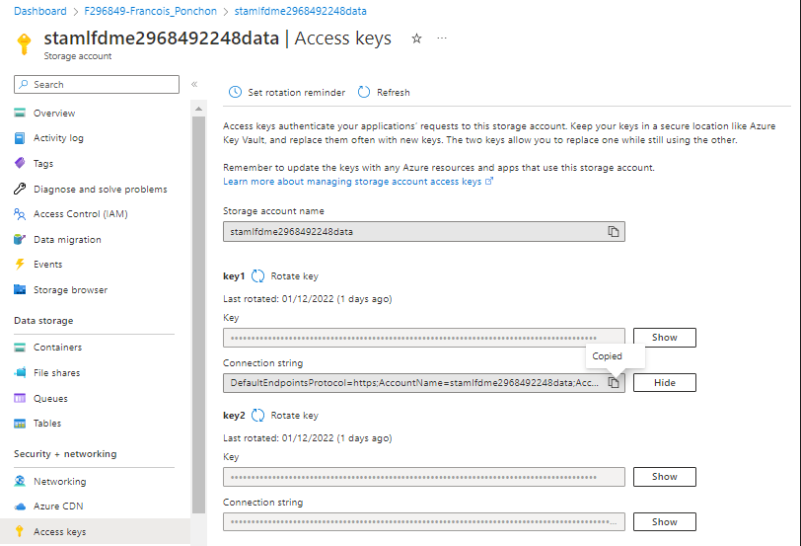 Dashboard > F296849-Francois_Ponchon > stamlfdme2968492248data
stamlfdme2968492248data | Access keys ☆ ...
Storage account
Search
«
Overview
Activity log
Tags
Diagnose and solve problems
Access Control (IAM)
Data migration
Events
Storage browser
Data storage
Containers
File shares
Queues
Tables
Security + networking
Networking
Azure CDN
Access keys
Set rotation reminder Refresh
Access keys authenticate your applications' requests to this storage account. Keep your keys in a secure location like Azure
Key Vault, and replace them often with new keys. The two keys allow you to replace one while still using the other.
Remember to update the keys with any Azure resources and apps that use this storage account.
Learn more about managing storage account access keys
Storage account name
stamlfdme2968492248data
key1 Rotate key
Last rotated: 01/12/2022 (1 days ago)
Key
Show
Copied
Connection string
DefaultEndpointsProtocol=https;AccountName=stamlfdme2968492248data;Acc... Hide
key2 Rotate key
Last rotated: 01/12/2022 (1 days ago)
Key
Show
Connection string
Show